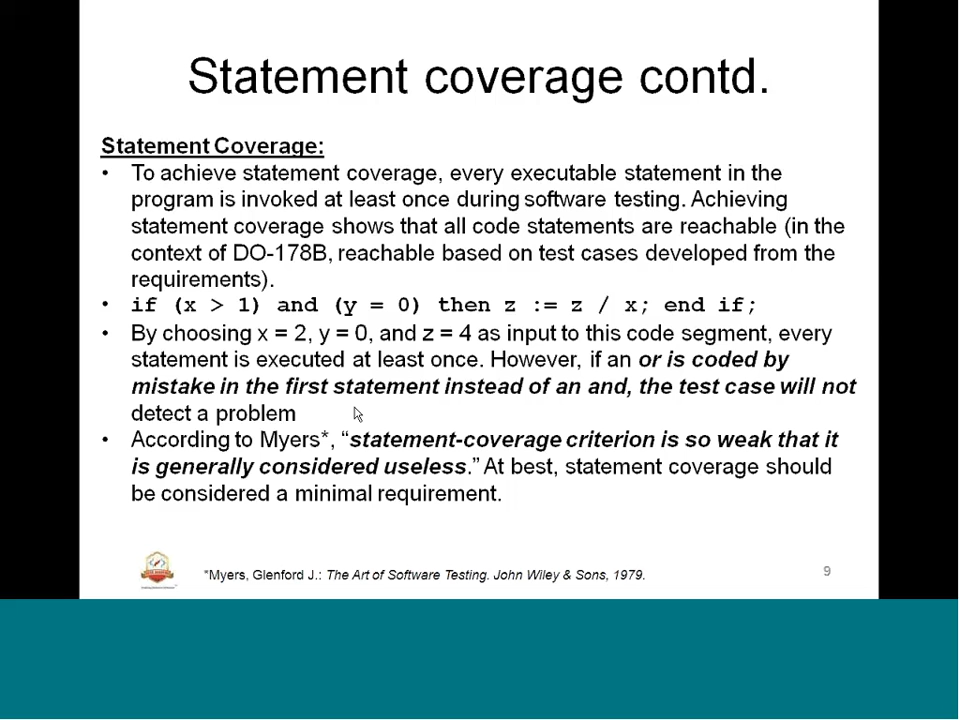 Statement coverage contd.
Statement Coverage:
• To achieve statement coverage, every executable statement in the
program is invoked at least once during software testing. Achieving
statement coverage shows that all code statements are reachable (in the
context of DO-178B, reachable based on test cases developed from the
requirements).
• if (x > 1) and (y = 0) then z := z / x; end if;
• By choosing x = 2, y = 0, and z = 4 as input to this code segment, every
statement is executed at least once. However, if an or is coded by
mistake in the first statement instead of an and, the test case will not
detect a problem
• According to Myers*, “statement-coverage criterion is so weak that it
is generally considered useless.” At best, statement coverage should
be considered a minimal requirement.
*Myers, Glenford J.: The Art of Software Testing. John Wiley & Sons, 1979.
9